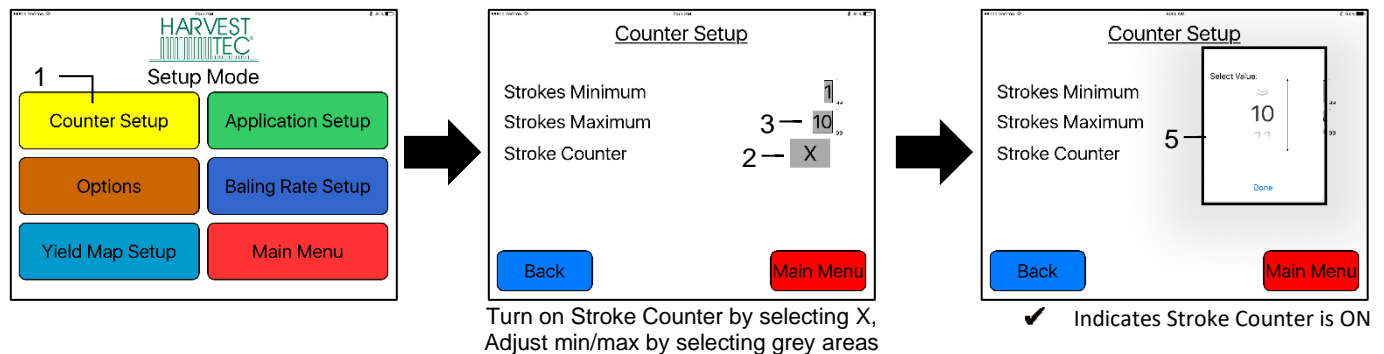 HARVEST
TEC
Setup Mode
1
Counter Setup
Application Setup
Options
Baling Rate Setup
Yield Map Setup
Main Menu
Counter Setup
Strokes Minimum
1
Strokes Maximum
3
10
Stroke Counter
2
X
Back
Main Menu
Turn on Stroke Counter by selecting X,
Adjust min/max by selecting grey areas
Counter Setup
Strokes Minimum
Strokes Maximum
Stroke Counter
5
Select Value:
9
10
11
Done
Back
Main Menu
✔ Indicates Stroke Counter is ON